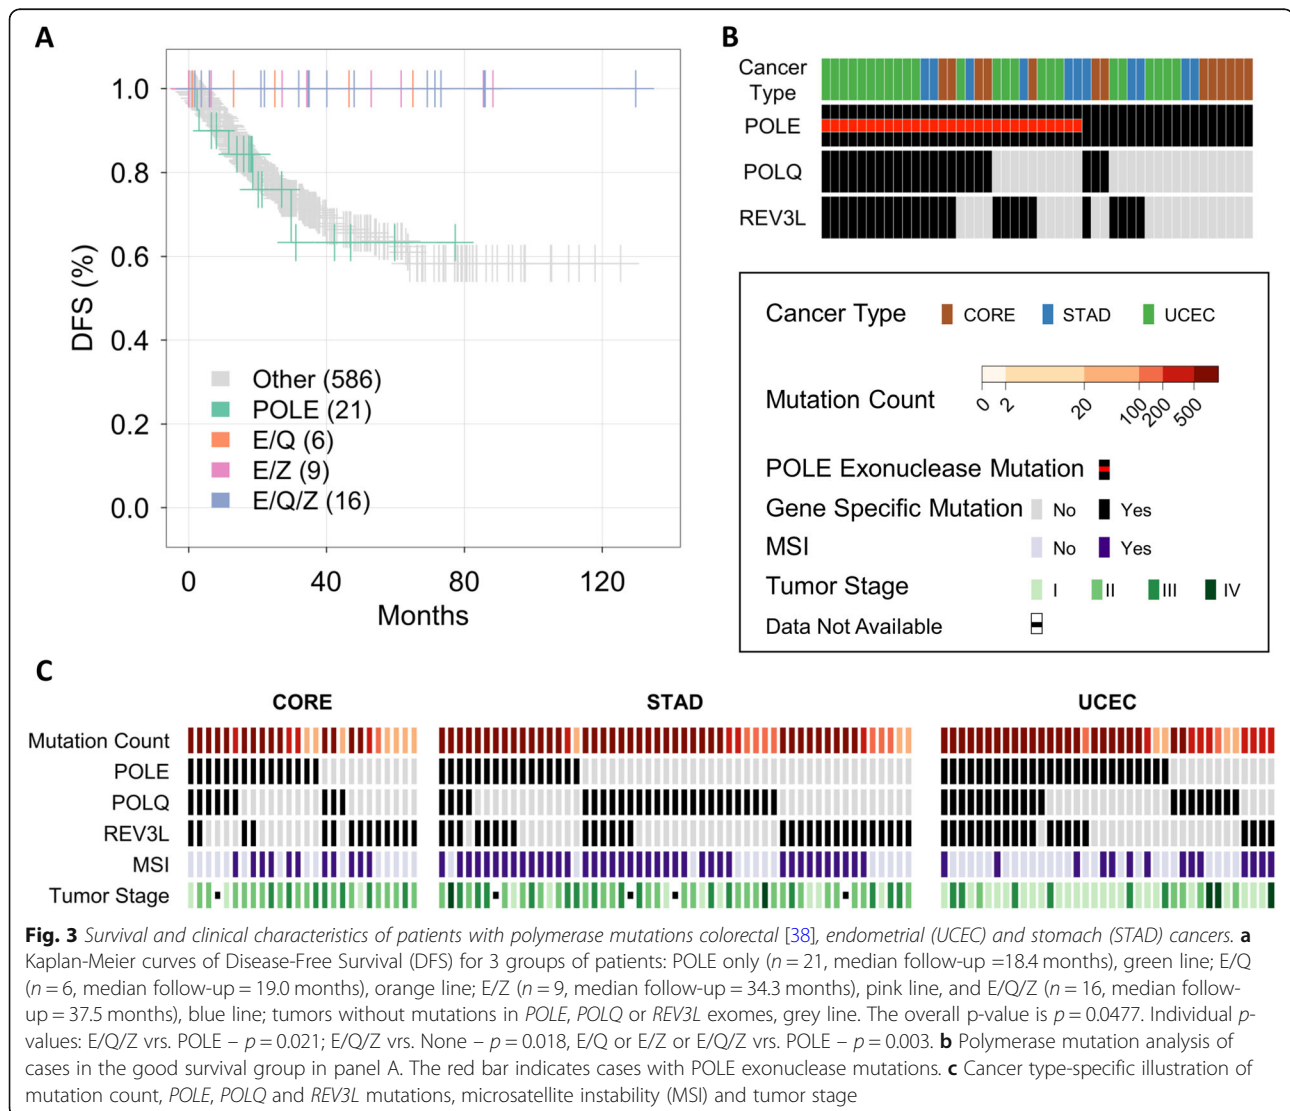 A
1.0
0.8
0.6
0.4
0.2
0.0
DFS (%)
Other (586)
POLE (21)
E/Q (6)
E/Z (9)
E/Q/Z (16)
0 40 80 120
Months
B
Cancer
Type
POLE
POLQ
REV3L
Cancer Type CORE STAD UCEC
Mutation Count
0 2 20 100 200 500
POLE Exonuclease Mutation
Gene Specific Mutation No Yes
MSI No Yes
Tumor Stage I II III IV
Data Not Available
C
CORE STAD UCEC
Mutation Count
POLE
POLQ
REV3L
MSI
Tumor Stage
Fig. 3 Survival and clinical characteristics of patients with polymerase mutations colorectal [38], endometrial (UCEC) and stomach (STAD) cancers. a
Kaplan-Meier curves of Disease-Free Survival (DFS) for 3 groups of patients: POLE only (n = 21, median follow-up =18.4 months), green line; E/Q
(n = 6, median follow-up = 19.0 months), orange line; E/Z (n = 9, median follow-up = 34.3 months), pink line, and E/Q/Z (n = 16, median follow-
up = 37.5 months), blue line; tumors without mutations in POLE, POLQ or REV3L exomes, grey line. The overall p-value is p = 0.0477. Individual p-
values: E/Q/Z vrs. POLE – p = 0.021; E/Q/Z vrs. None – p = 0.018, E/Q or E/Z or E/Q/Z vrs. POLE – p = 0.003. b Polymerase mutation analysis of
cases in the good survival group in panel A. The red bar indicates cases with POLE exonuclease mutations. c Cancer type-specific illustration of
mutation count, POLE, POLQ and REV3L mutations, microsatellite instability (MSI) and tumor stage